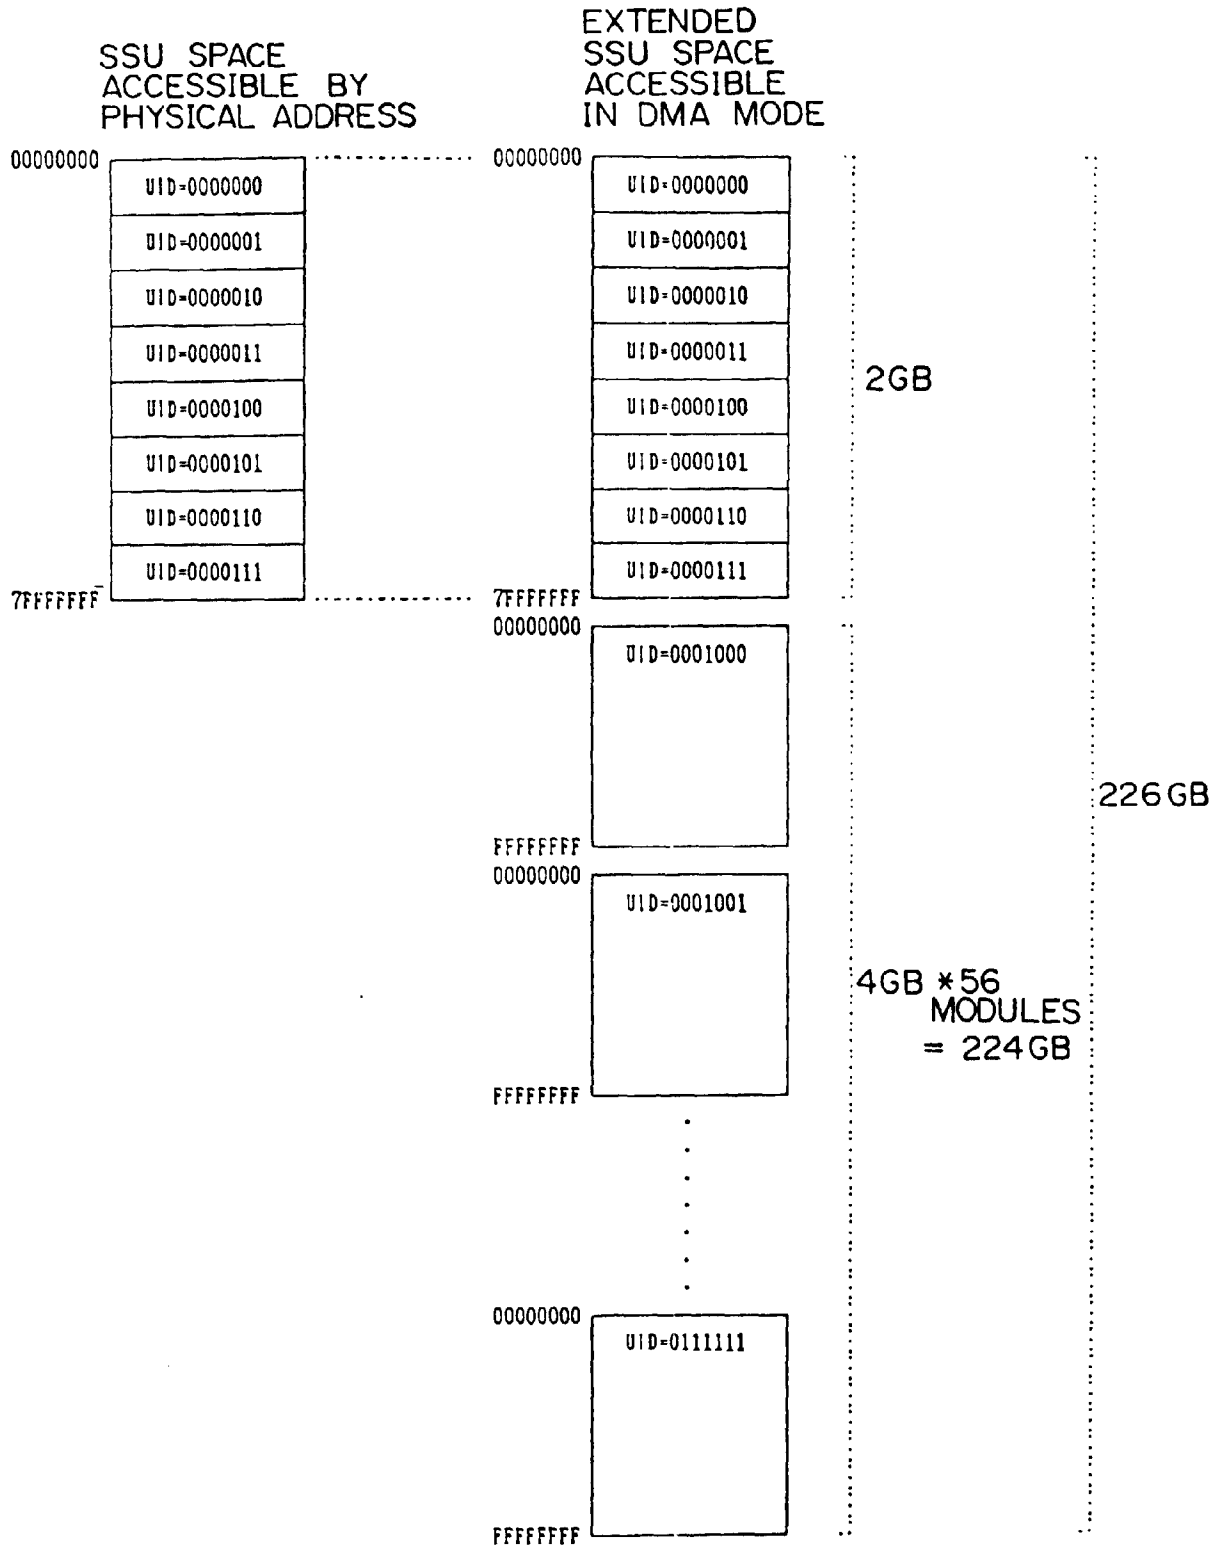 SSU SPACE
ACCESSIBLE BY
PHYSICAL ADDRESS
EXTENDED
SSU SPACE
ACCESSIBLE
IN DMA MODE
00000000
UID=0000000
UID=0000001
UID=0000010
UID=0000011
UID=0000100
UID=0000101
UID=0000110
UID=0000111
7FFFFFFF
00000000
UID=0000000
UID=0000001
UID=0000010
UID=0000011
UID=0000100
UID=0000101
UID=0000110
UID=0000111
7FFFFFFF
2GB
00000000
UID=0001000
FFFFFFFF
00000000
UID=0001001
FFFFFFFF
00000000
UID=0111111
FFFFFFFF
4GB *56
MODULES
= 224GB
226GB